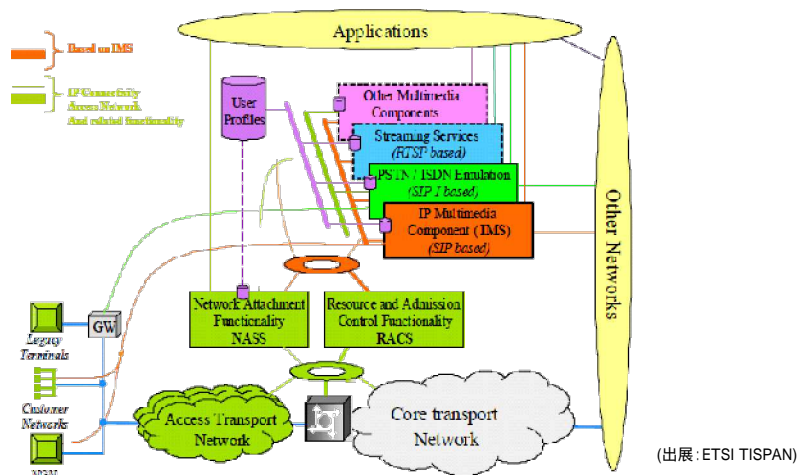 Applications
Based on IMS
IP Connectivity
Access Network
And related functionality
User
Profiles
Other Multimedia
Components
Streaming Services
(RTSP based)
PSTN / ISDN Emulation
(SIP-I based)
IP Multimedia
Component (IMS)
(SIP based)
Other Networks
Network Attachment
Functionality
NASS
Resource and Admission
Control Functionality
RACS
GW
Legacy
Terminals
Customer
Networks
Access Transport
Network
Core transport
Network
NGN
(出展:ETSI TISPAN)